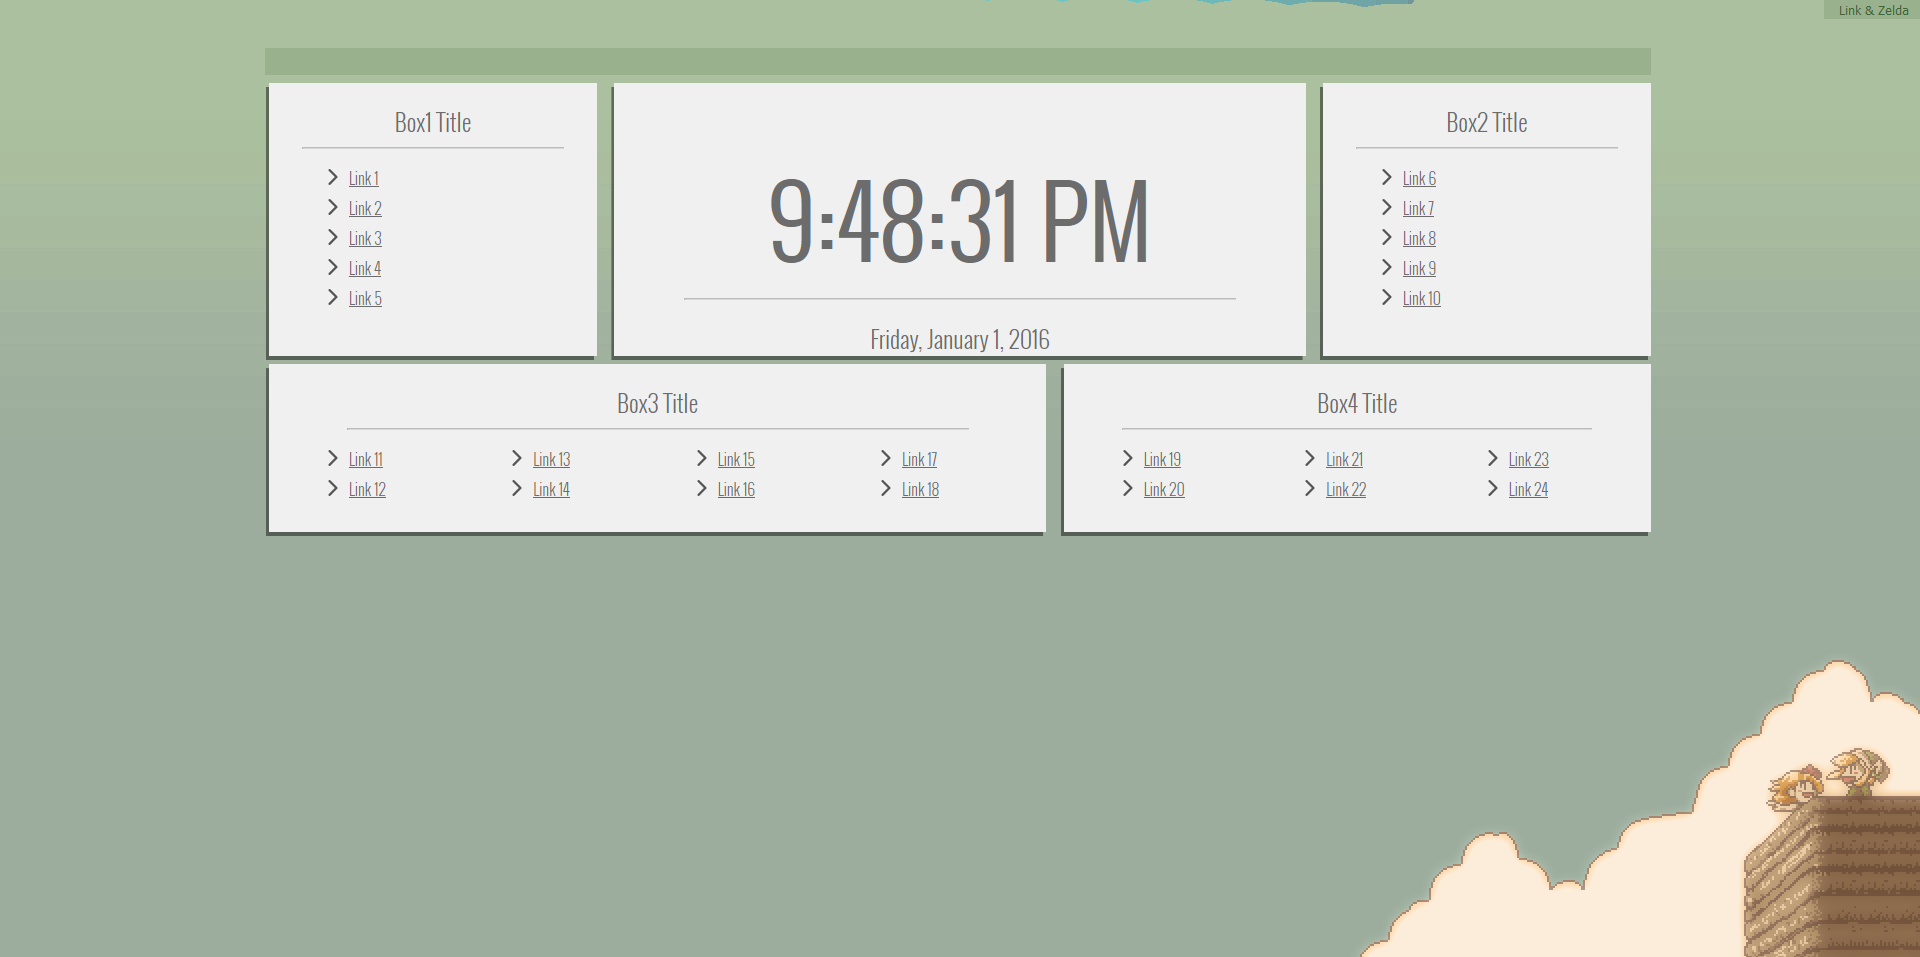 Link & Zelda
Box1 Title
Link 1
Link 2
Link 3
Link 4
Link 5
9:48:31 PM
Friday, January 1, 2016
Box2 Title
Link 6
Link 7
Link 8
Link 9
Link 10
Box3 Title
Link 11
Link 12
Link 13
Link 14
Link 15
Link 16
Link 17
Link 18
Box4 Title
Link 19
Link 20
Link 21
Link 22
Link 23
Link 24